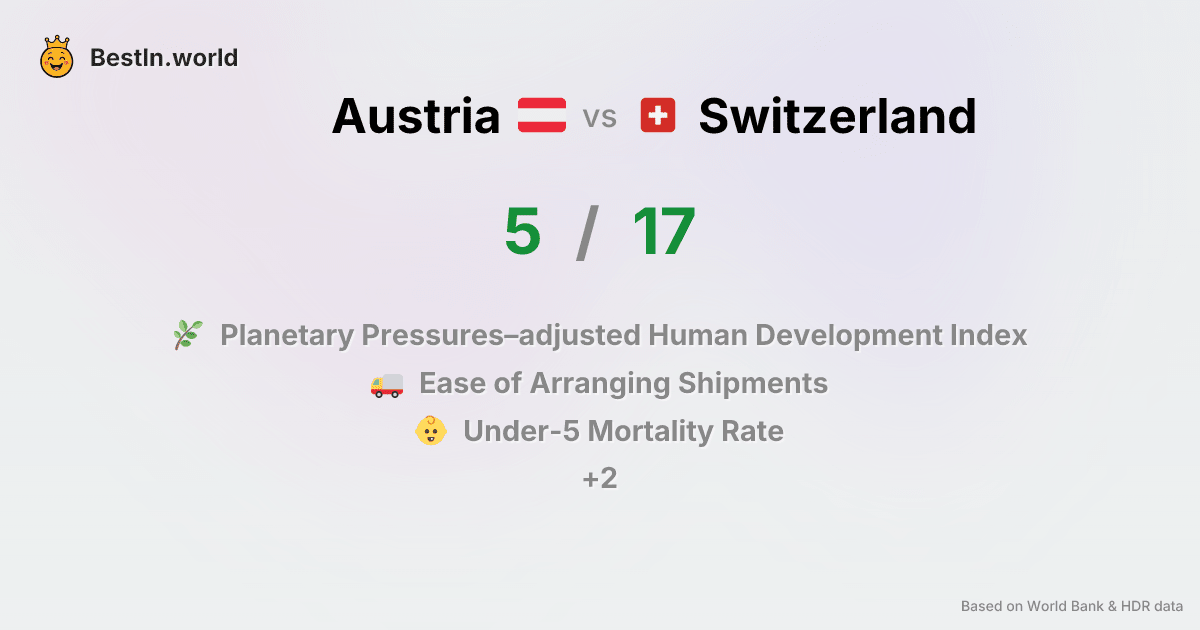 BestIn.world
Austria vs Switzerland
5 / 17
Planetary Pressures–adjusted Human Development Index
Ease of Arranging Shipments
Under-5 Mortality Rate
+2
Based on World Bank & HDR data